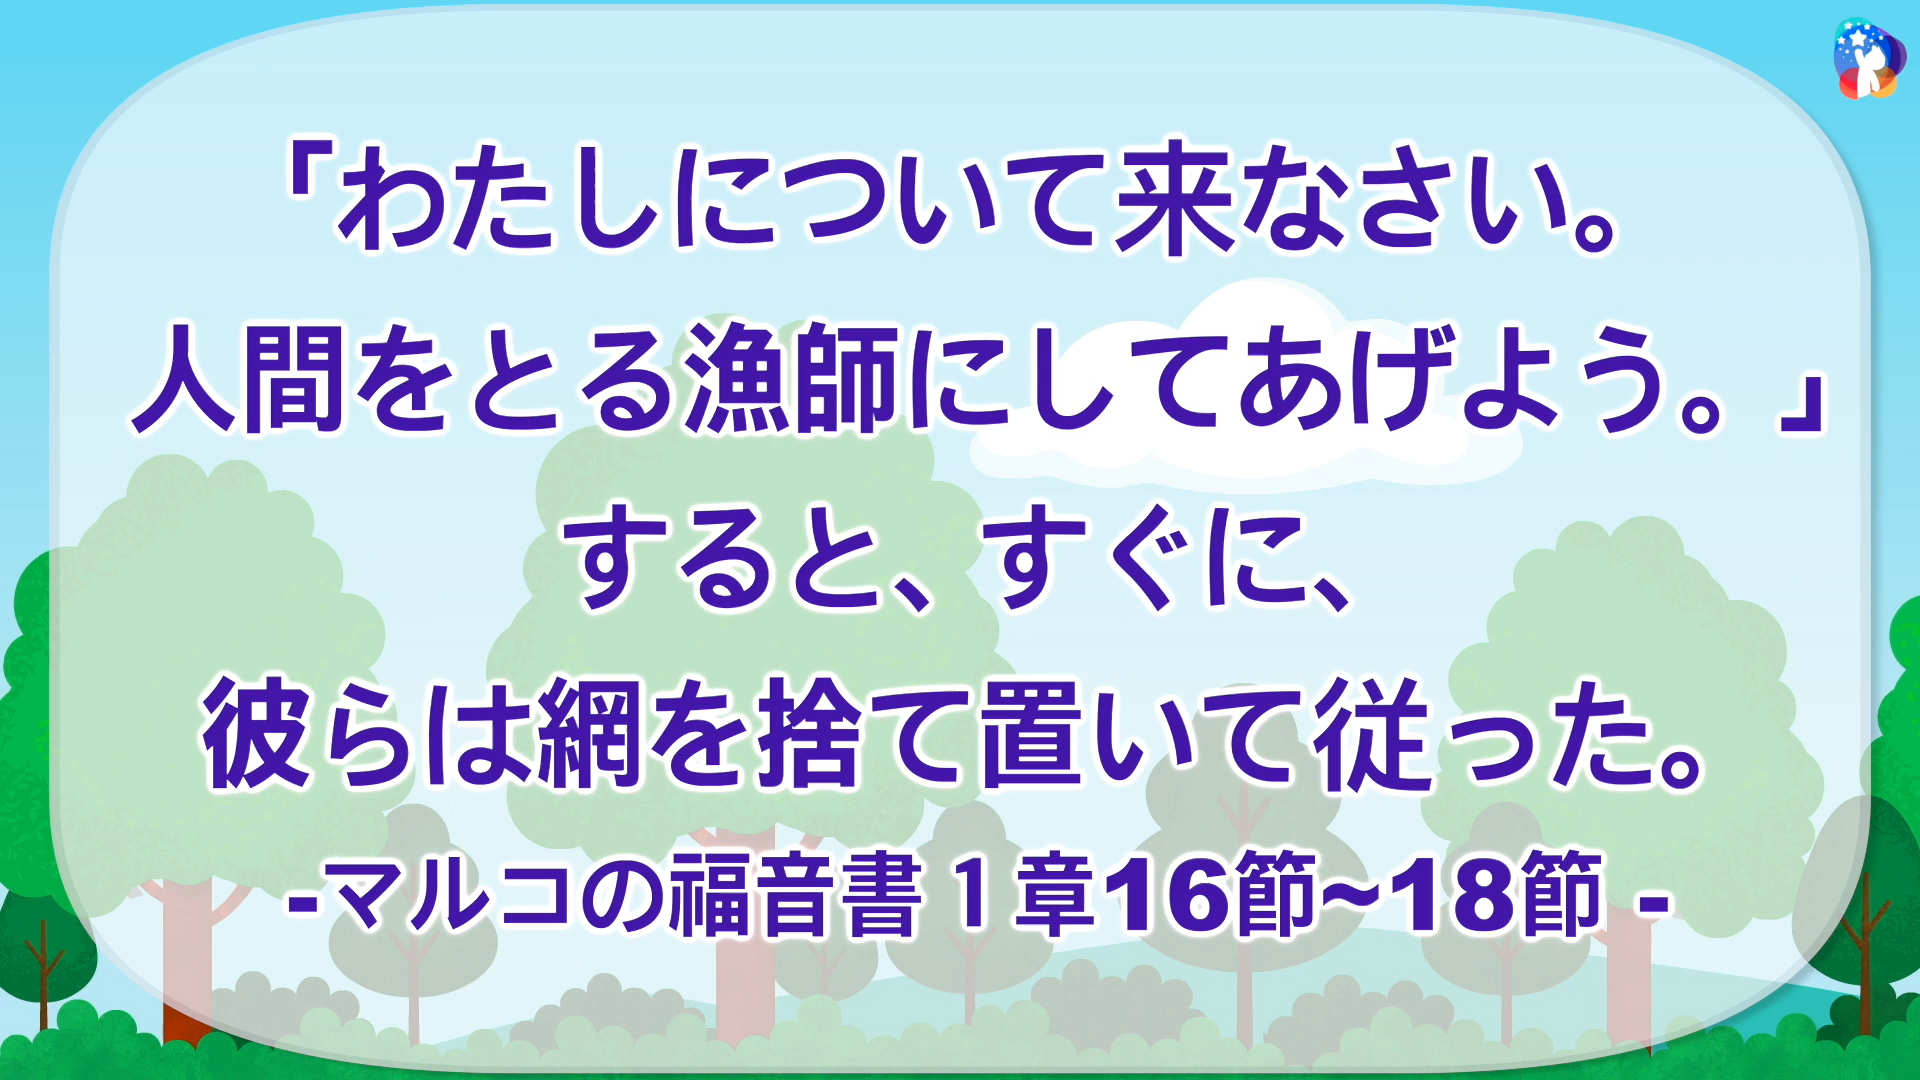 「わたしについて来なさい。
人間をとる漁師にしてあげよう。」
すると、すぐに、
彼らは網を捨て置いて従った。
-マルコの福音書１章16節~18節 -